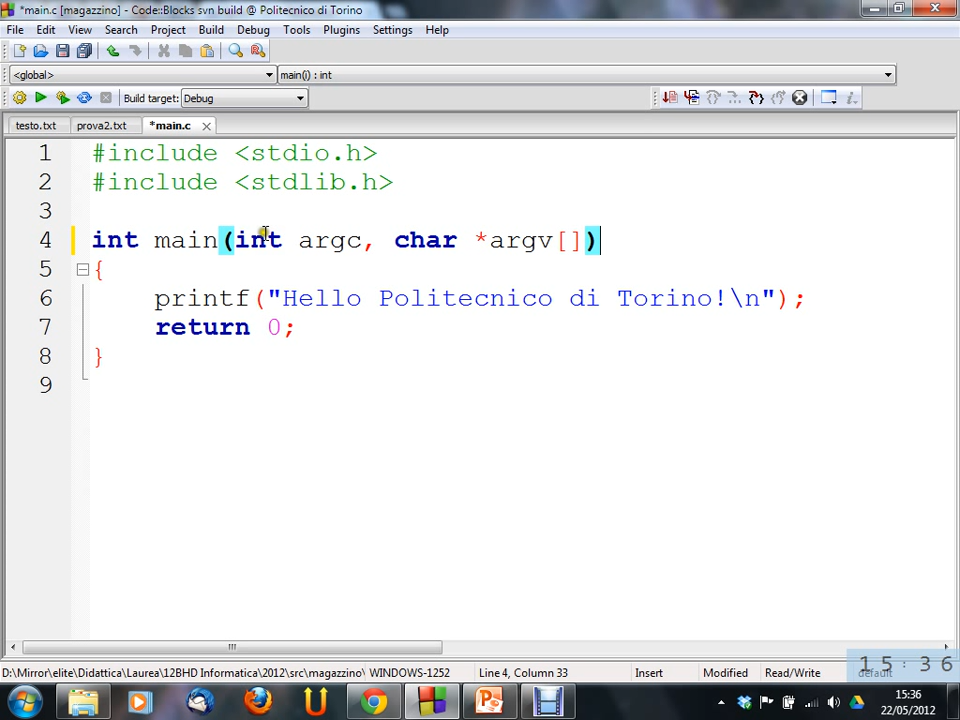 *main.c [magazzino] - Code::Blocks svn build @ Politecnico di Torino
File Edit View Search Project Build Debug Tools Plugins Settings Help
<global> main(i) : int
Build target: Debug
testo.txt prova2.txt *main.c
1 #include <stdio.h>
2 #include <stdlib.h>
3
4 int main(int argc, char *argv[])
5 {
6 printf("Hello Politecnico di Torino!\n");
7 return 0;
8 }
9
D:\Mirror\elite\Didattica\Laurea\12BHD Informatica\2012\src\magazzino\ WINDOWS-1252 Line 4, Column 33 Insert Modified Read/Write default
15:36
15:36
22/05/2012